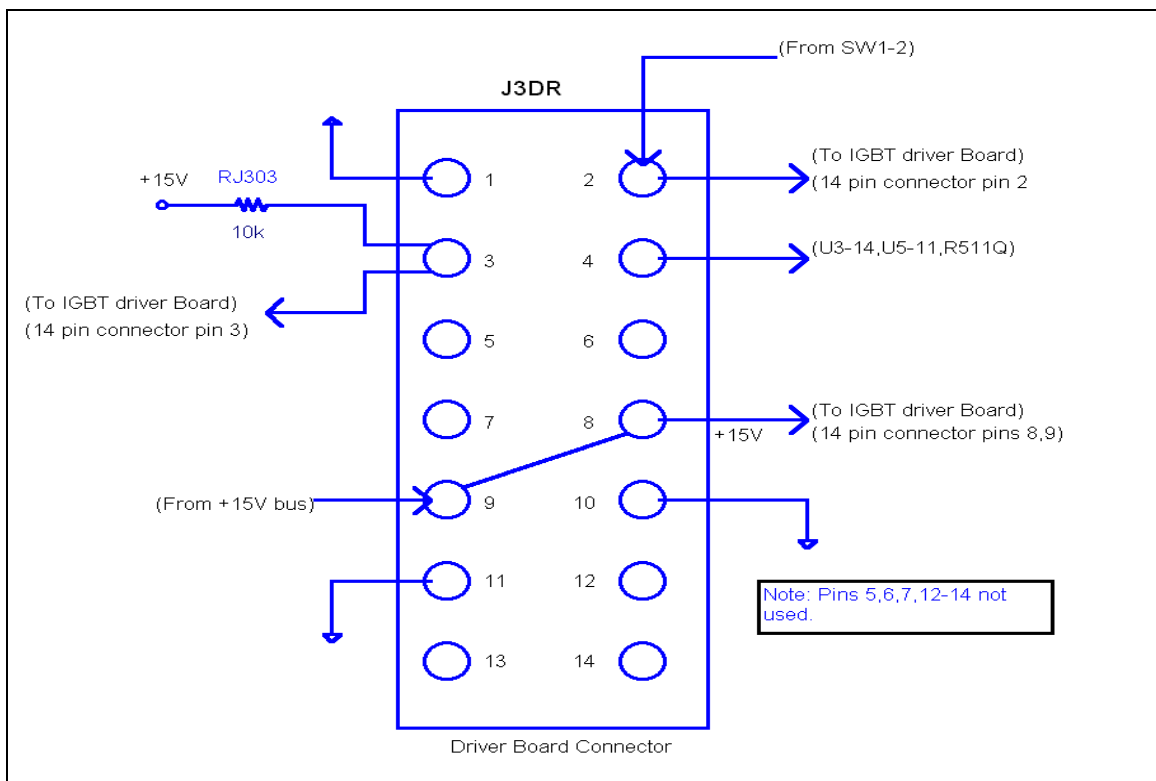 (From SW1-2)
J3DR
(To IGBT driver Board)
(14 pin connector pin 2
+15V
RJ303
10k
1
2
3
4
(U3-14,U5-11,R511Q)
(To IGBT driver Board)
(14 pin connector pin 3)
5
6
7
8
+15V
(To IGBT driver Board)
(14 pin connector pins 8,9)
(From +15V bus)
9
10
11
12
Note: Pins 5,6,7,12-14 not
used.
13
14
Driver Board Connector